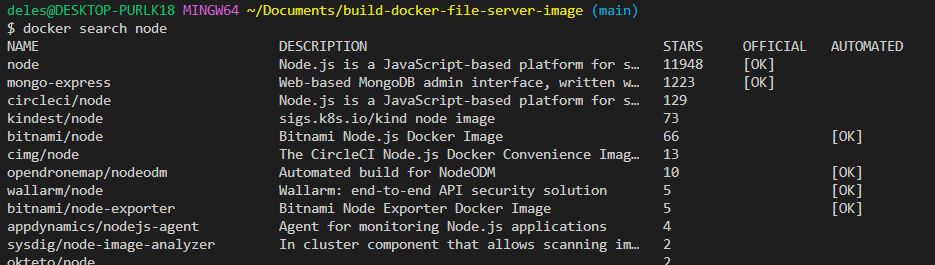 deles@DESKTOP-PURLK18 MINGW64 ~/Documents/build-docker-file-server-image (main)
$ docker search node
NAME DESCRIPTION STARS OFFICIAL AUTOMATED
node Node.js is a JavaScript-based platform for s… 11948 [OK]
mongo-express Web-based MongoDB admin interface, written w… 1223 [OK]
circleci/node Node.js is a JavaScript-based platform for s… 129
kindest/node sigs.k8s.io/kind node image 73
bitnami/node Bitnami Node.js Docker Image 66 [OK]
cimg/node The CircleCI Node.js Docker Convenience Imag… 13
opendronemap/nodeodm Automated build for NodeODM 10 [OK]
wallarm/node Wallarm: end-to-end API security solution 5 [OK]
bitnami/node-exporter Bitnami Node Exporter Docker Image 5 [OK]
appdynamics/nodejs-agent Agent for monitoring Node.js applications 4
sysdig/node-image-analyzer In cluster component that allows scanning im… 2
okteto/node 2